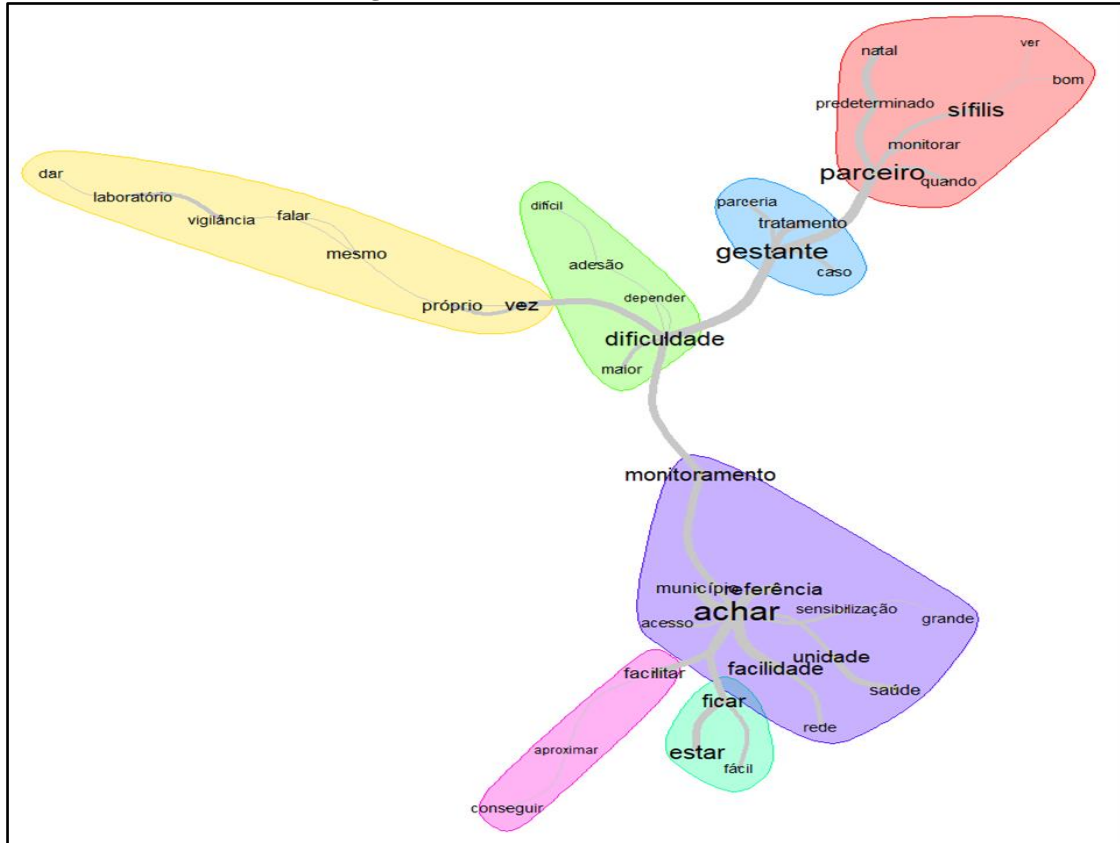 ver
natal
bom
predeterminado
sífilis
monitorar
parceiro
quando
dar
laboratório
vigilância
falar
mesmo
próprio
vez
difícil
adesão
depender
dificuldade
maior
parceria
tratamento
gestante
caso
monitoramento
município
referência
achar
sensibilização
acesso
grande
unidade
facilidade
facilitar
saúde
ficar
rede
estar
fácil
aproximar
conseguir